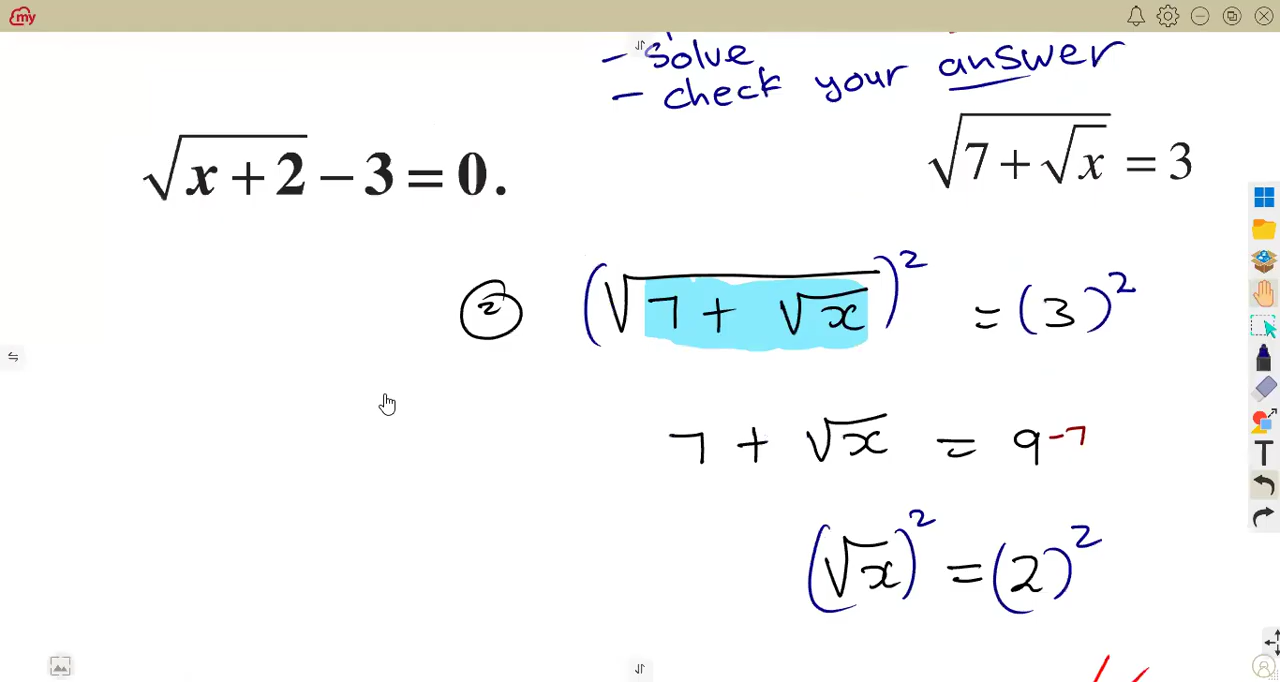 my
- solve
- check your answer
√(x+2) − 3 = 0.
√(7 + √x) = 3
② (√(7 + √x))² = (3)²
7 + √x = 9 -7
(√x)² = (2)²
T